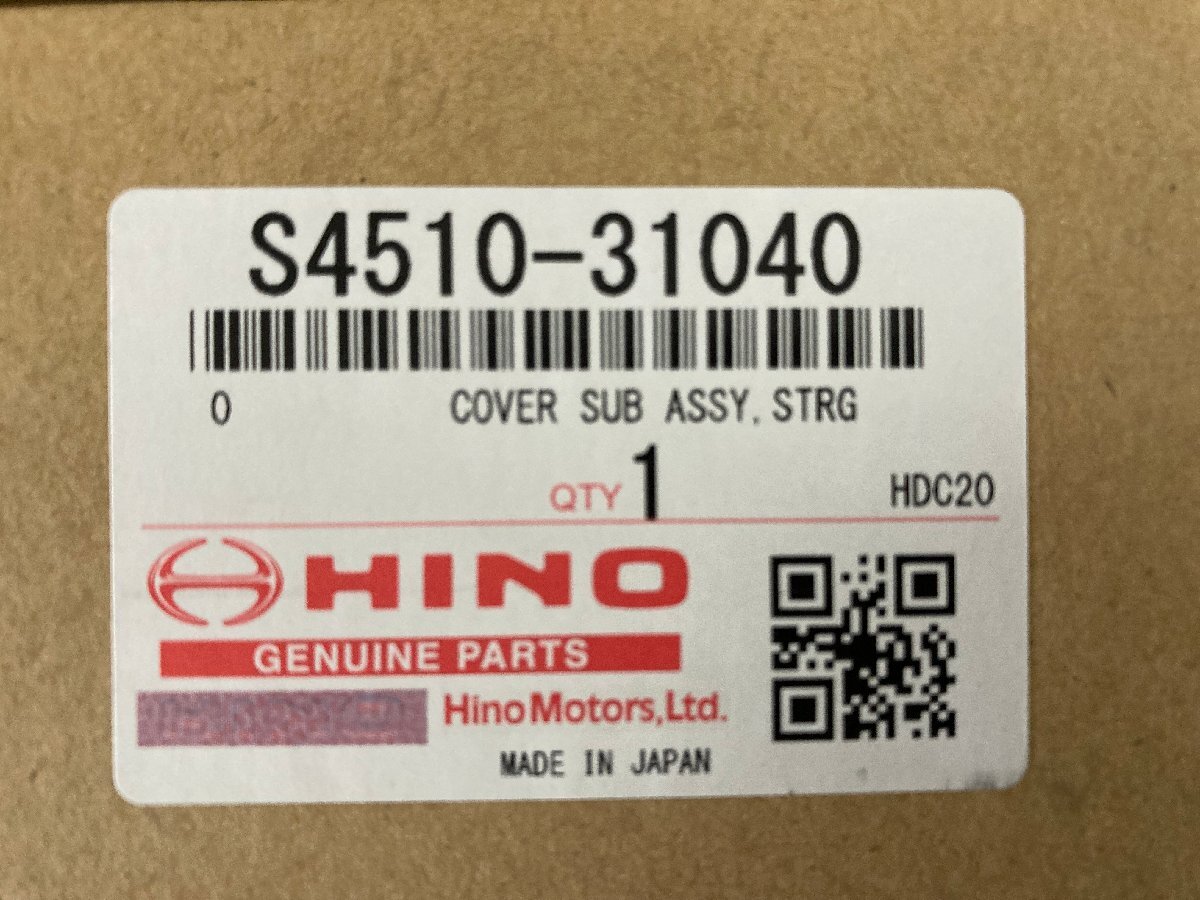 S4510-31040
0 COVER SUB ASSY, STRG
QTY 1 HDC20
HINO
GENUINE PARTS
Hino Motors,Ltd.
MADE IN JAPAN